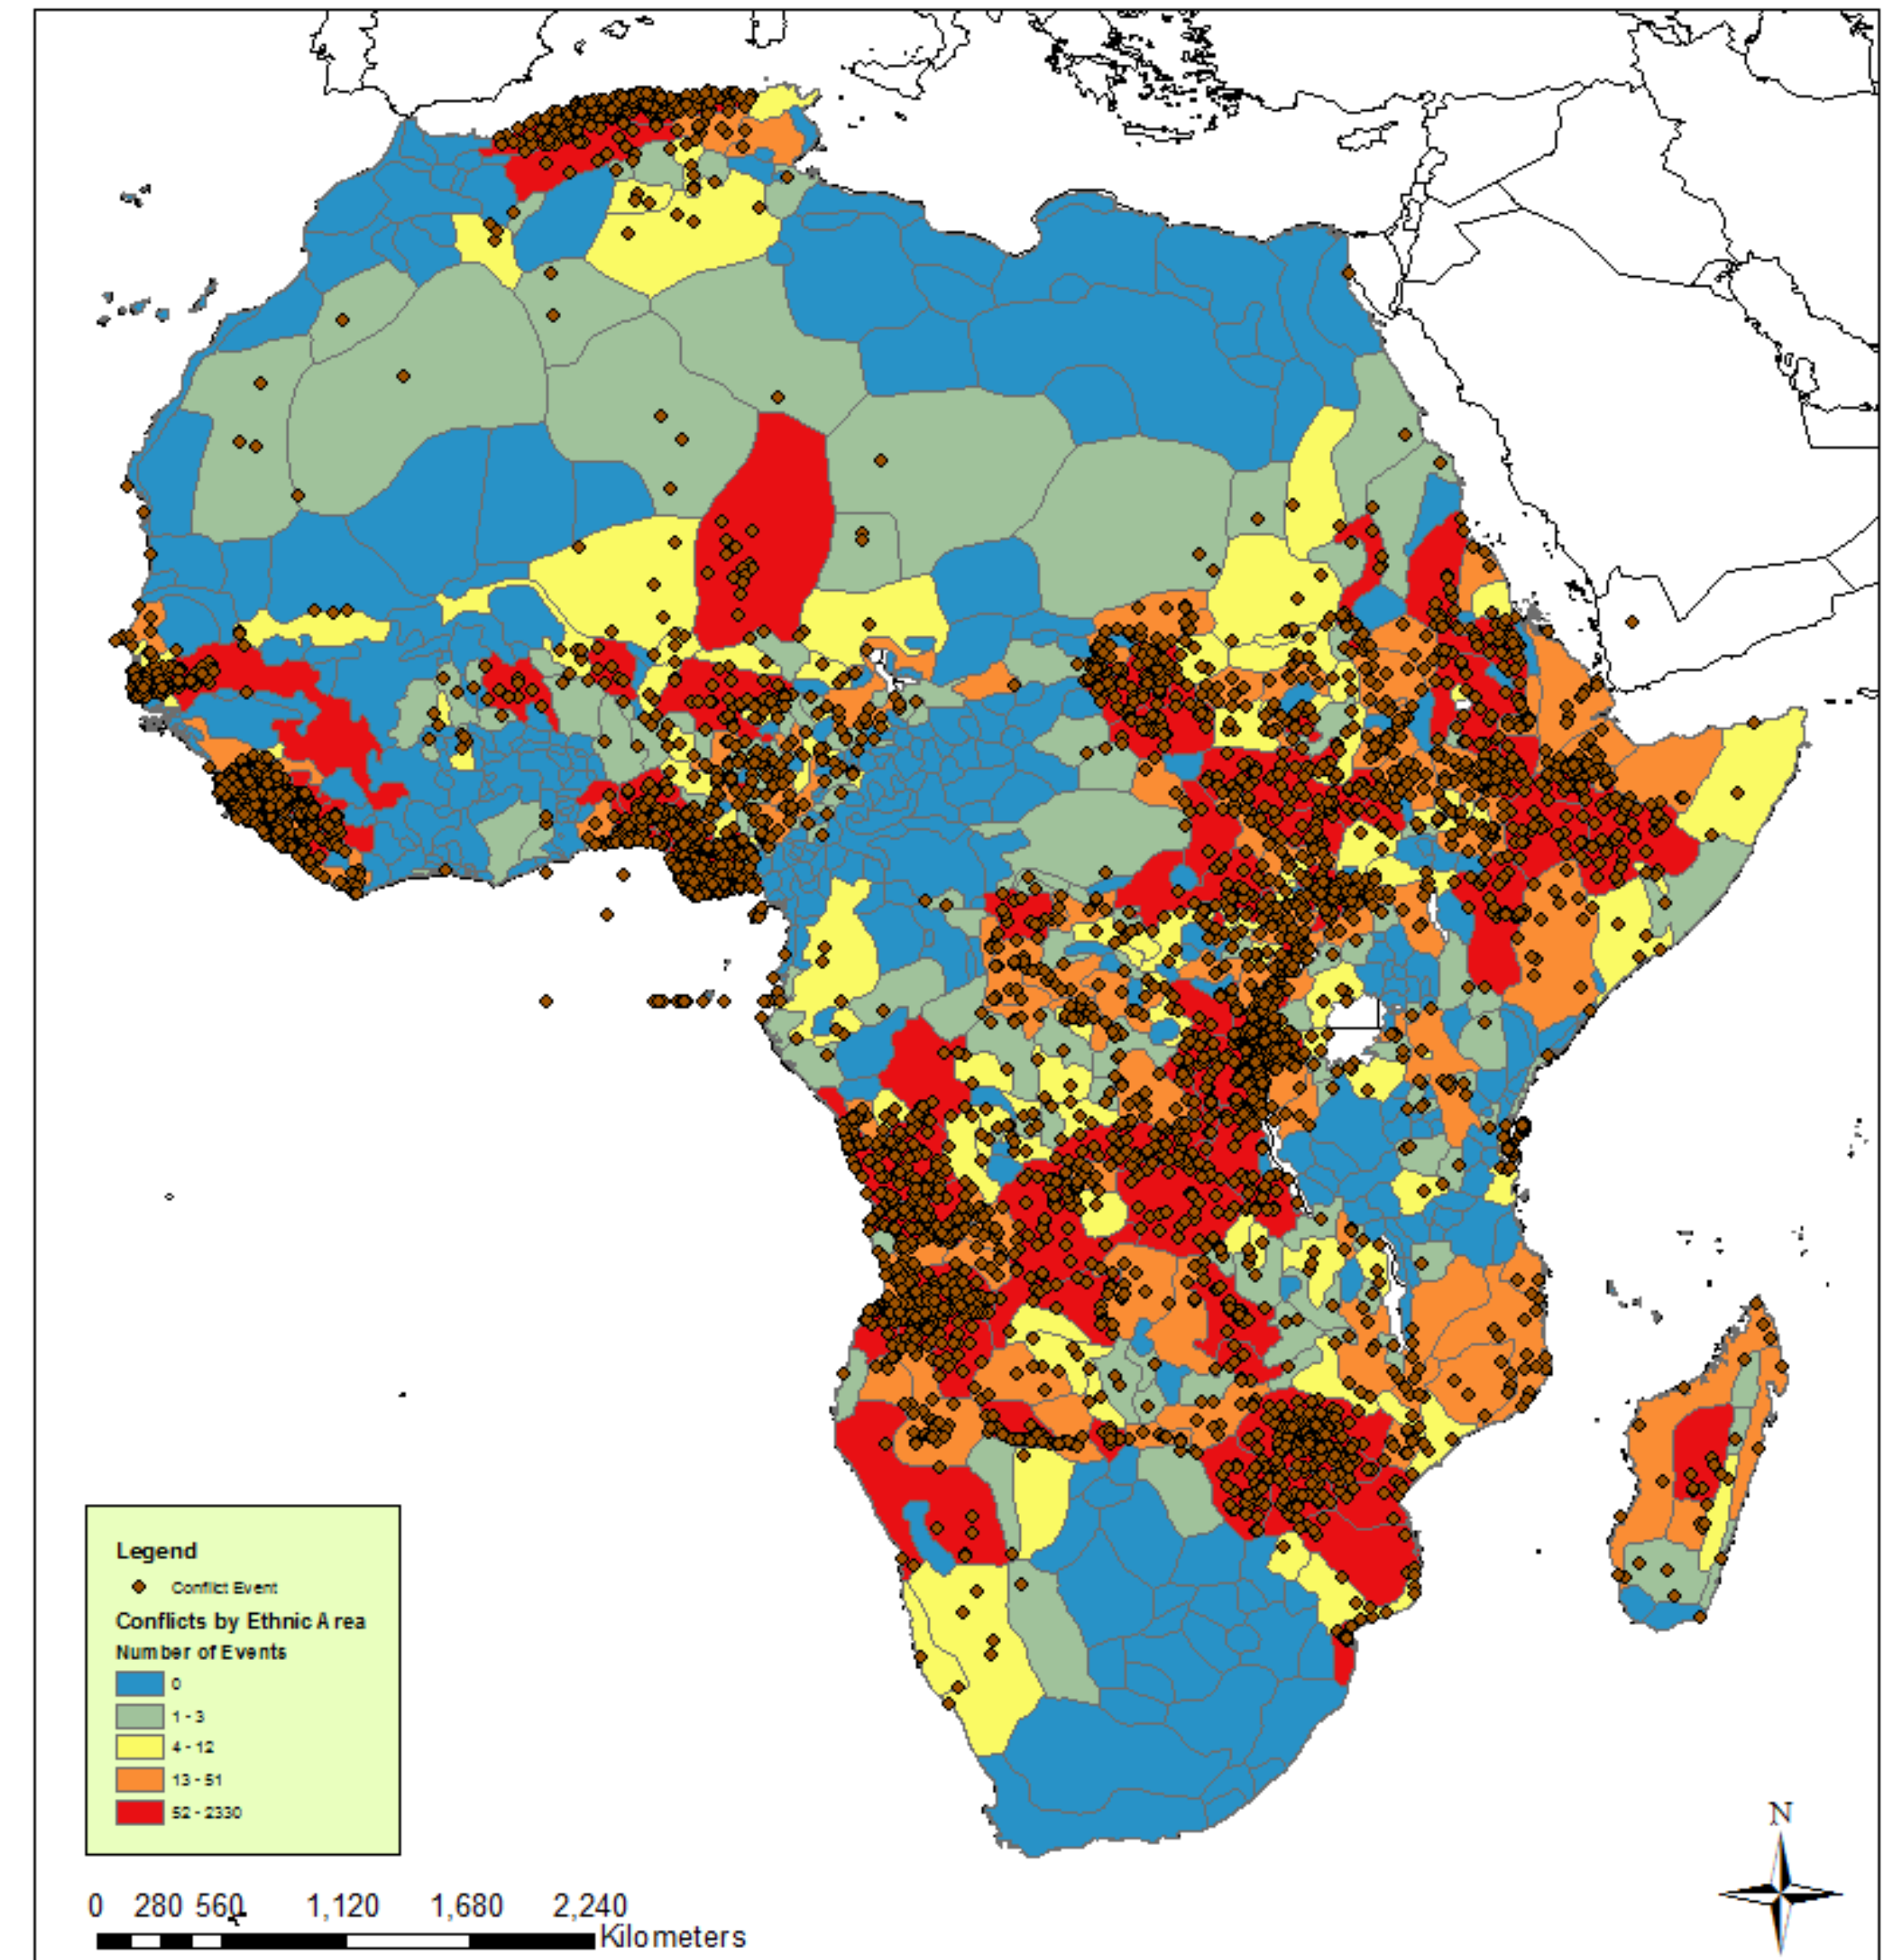 Legend
Conflict Event
Conflicts by Ethnic Area
Number of Events
0
1 - 3
4 - 12
13 - 51
52 - 2330
N
0 280 560 1,120 1,680 2,240
Kilometers